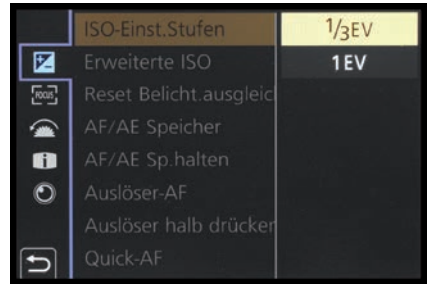 ISO-Einst.Stufen
1/3EV
Erweiterte ISO
1EV
FOCUS
Reset Belicht.ausgleic
AF/AE Speicher
AF/AE Sp.halten
Auslöser-AF
Auslöser halb drücken
Quick-AF